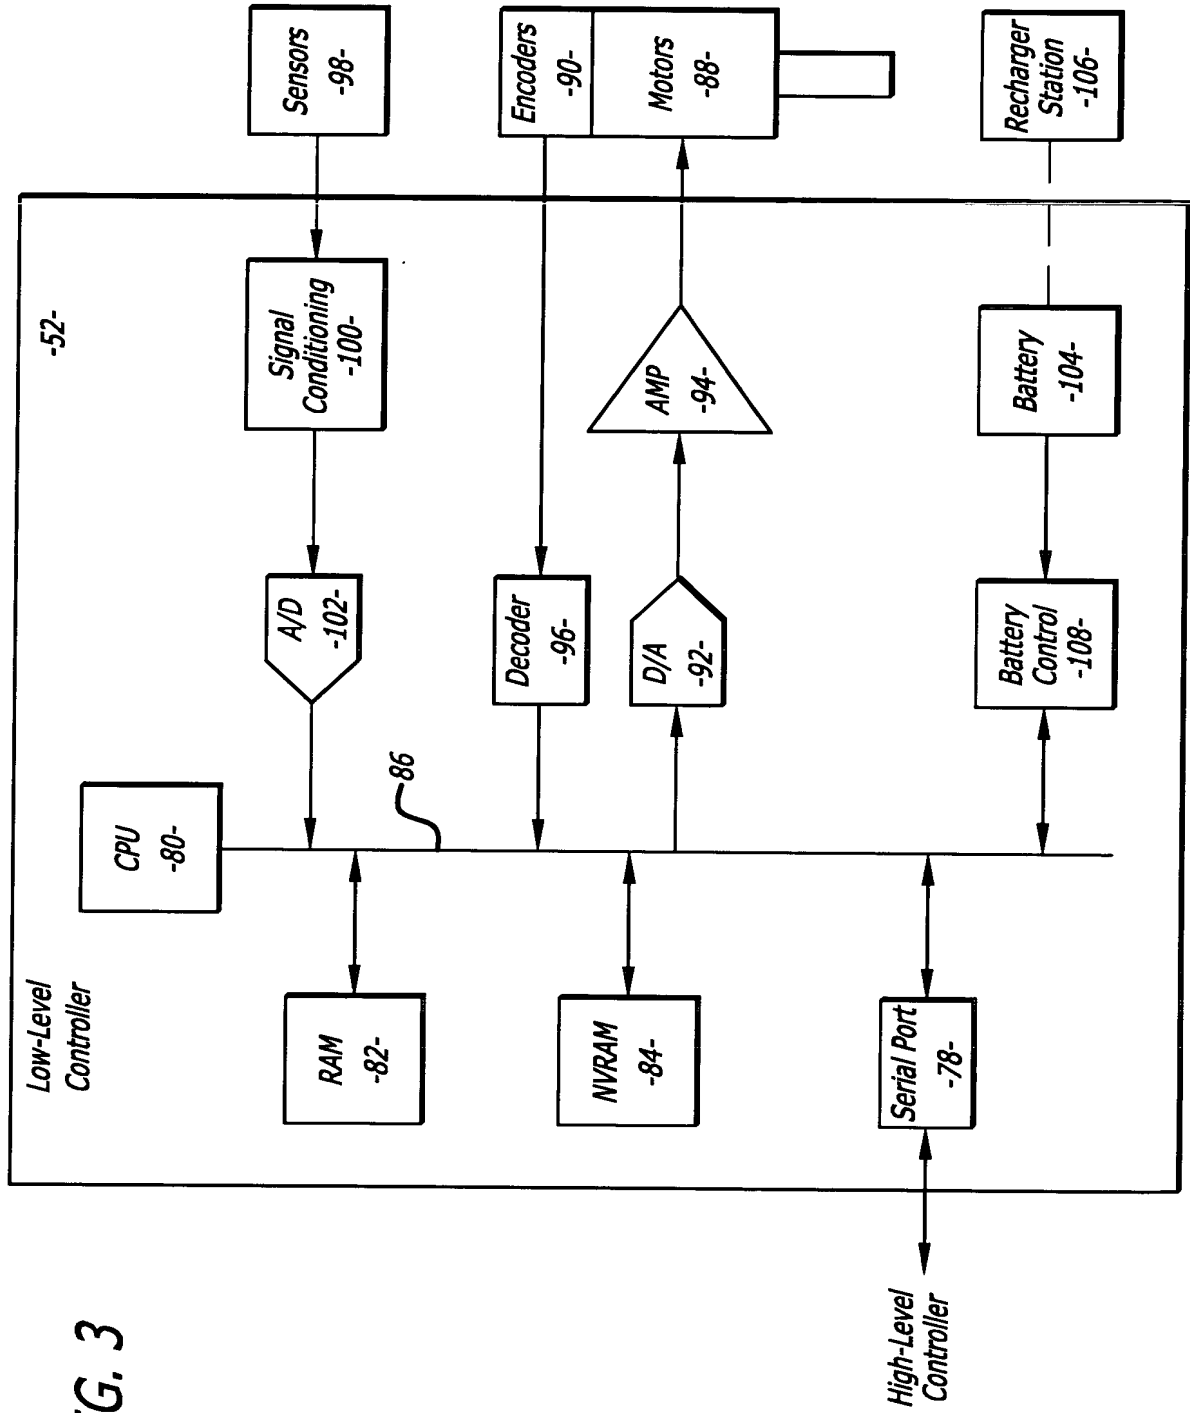 Low-Level
Controller
-52-
CPU
-80-
RAM
-82-
NVRAM
-84-
Serial Port
-78-
High-Level
Controller
86
A/D
-102-
Signal
Conditioning
-100-
Sensors
-98-
Decoder
-96-
Encoders
-90-
Motors
-88-
D/A
-92-
AMP
-94-
Battery
Control
-108-
Battery
-104-
Recharger
Station
-106-
G. 3